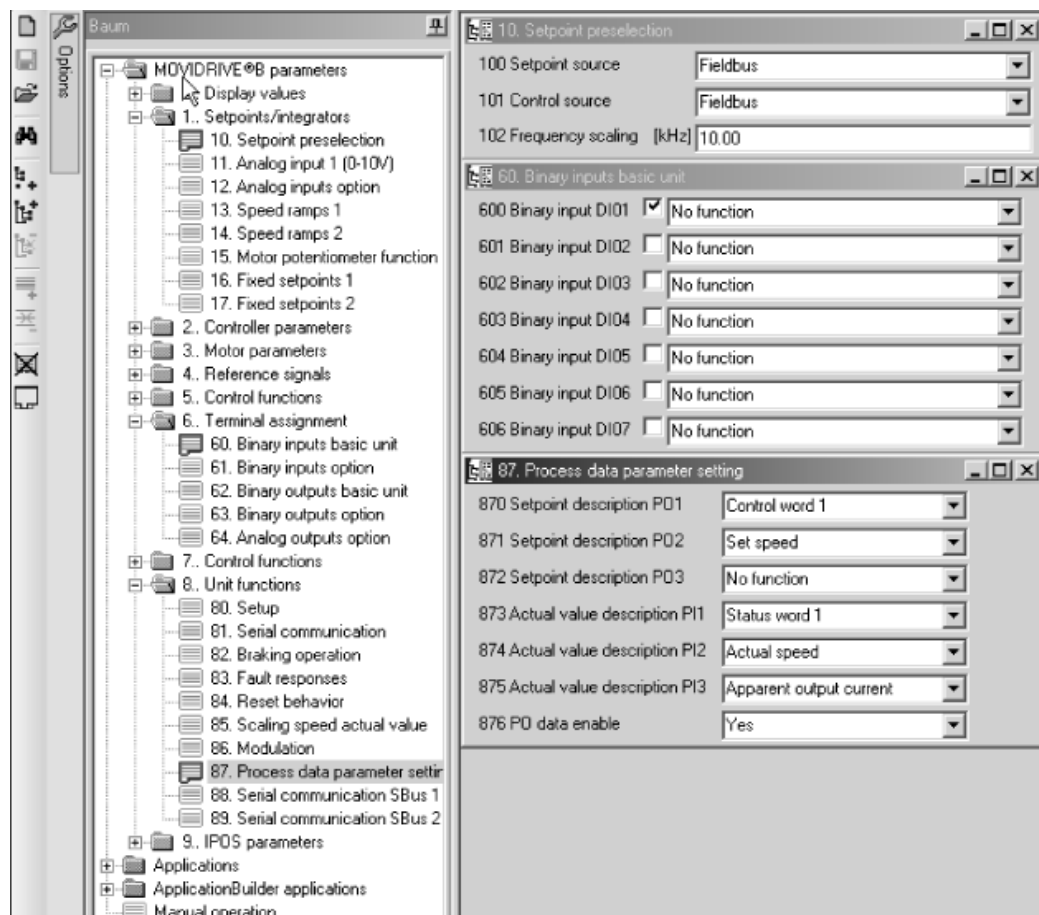 Options
Baum
MOVIDRIVE®B parameters
Display values
1.. Setpoints/integrators
10. Setpoint preselection
11. Analog input 1 (0-10V)
12. Analog inputs option
13. Speed ramps 1
14. Speed ramps 2
15. Motor potentiometer function
16. Fixed setpoints 1
17. Fixed setpoints 2
2.. Controller parameters
3.. Motor parameters
4.. Reference signals
5.. Control functions
6.. Terminal assignment
60. Binary inputs basic unit
61. Binary inputs option
62. Binary outputs basic unit
63. Binary outputs option
64. Analog outputs option
7.. Control functions
8.. Unit functions
80. Setup
81. Serial communication
82. Braking operation
83. Fault responses
84. Reset behavior
85. Scaling speed actual value
86. Modulation
87. Process data parameter settin
88. Serial communication SBus 1
89. Serial communication SBus 2
9.. IPOS parameters
Applications
ApplicationBuilder applications
Manual operation
10. Setpoint preselection
100 Setpoint source Fieldbus
101 Control source Fieldbus
102 Frequency scaling [kHz] 10.00
60. Binary inputs basic unit
600 Binary input DI01 No function
601 Binary input DI02 No function
602 Binary input DI03 No function
603 Binary input DI04 No function
604 Binary input DI05 No function
605 Binary input DI06 No function
606 Binary input DI07 No function
87. Process data parameter setting
870 Setpoint description PO1 Control word 1
871 Setpoint description PO2 Set speed
872 Setpoint description PO3 No function
873 Actual value description PI1 Status word 1
874 Actual value description PI2 Actual speed
875 Actual value description PI3 Apparent output current
876 PO data enable Yes